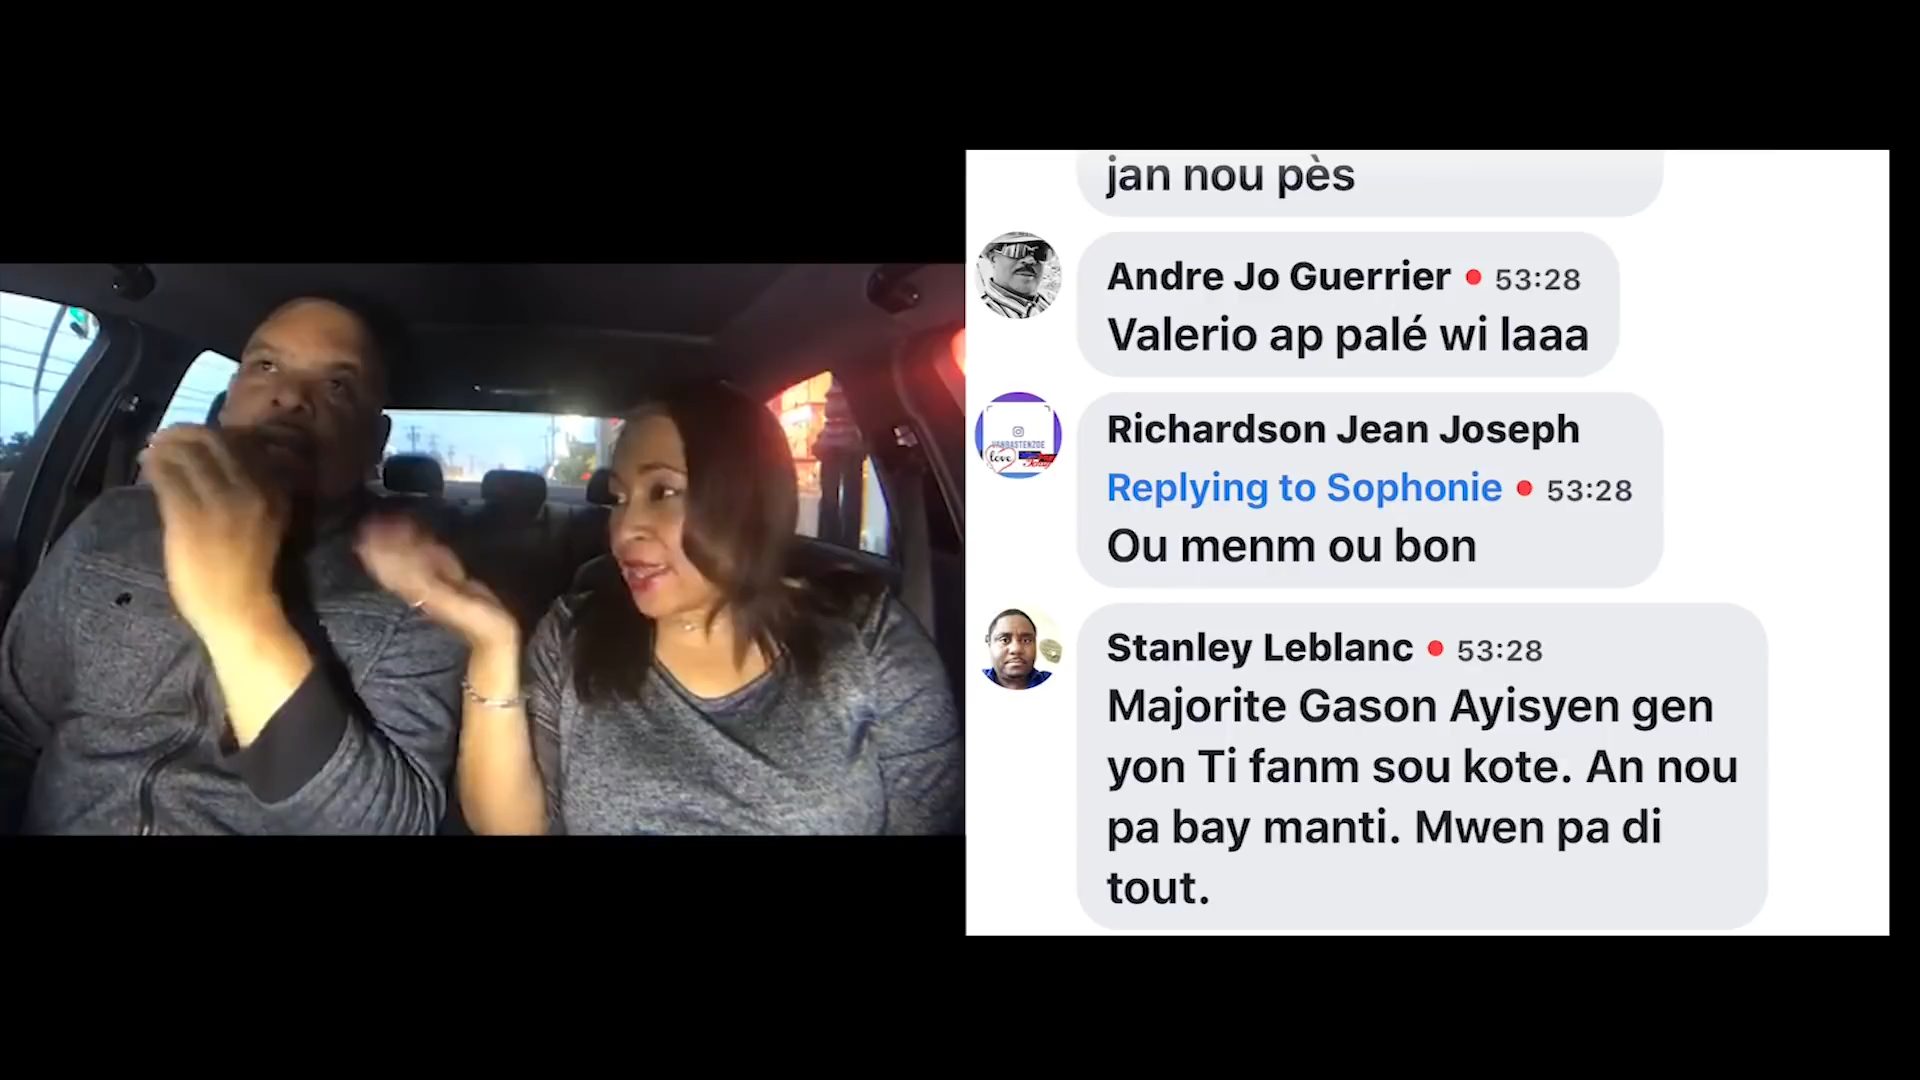 jan nou pès
Andre Jo Guerrier • 53:28
Valerio ap palé wi laaa
Richardson Jean Joseph
Replying to Sophonie • 53:28
Ou menm ou bon
Stanley Leblanc • 53:28
Majorite Gason Ayisyen gen
yon Ti fanm sou kote. An nou
pa bay manti. Mwen pa di
tout.